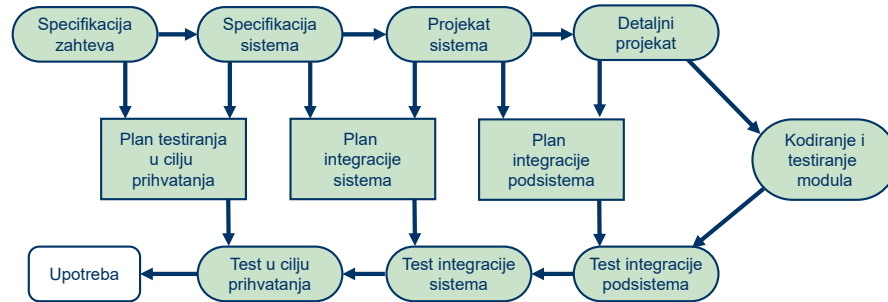 Specifikacija
zahteva
Specifikacija
sistema
Projekat
sistema
Detaljni
projekat
Plan testiranja
u cilju
prihvatanja
Plan
integracije
sistema
Plan
integracije
podsistema
Kodiranje i
testiranje
modula
Upotreba
Test u cilju
prihvatanja
Test integracije
sistema
Test integracije
podsistema